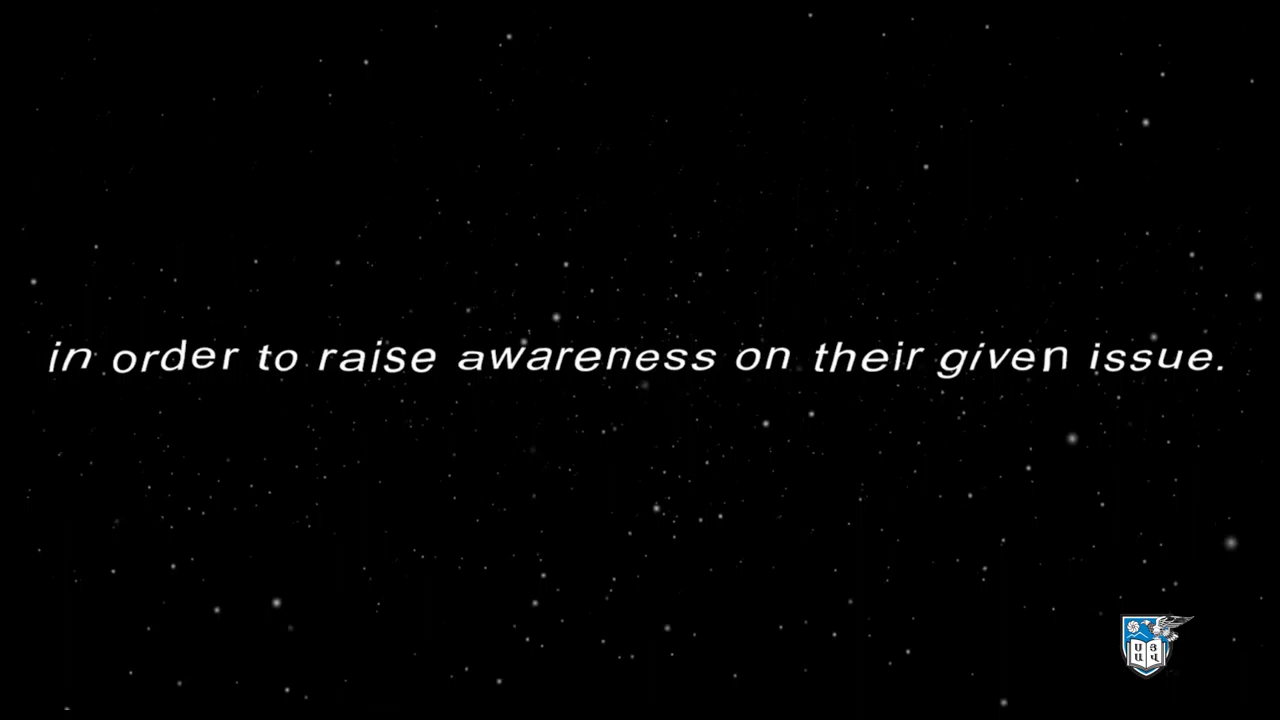 in order to raise awareness on their given issue.